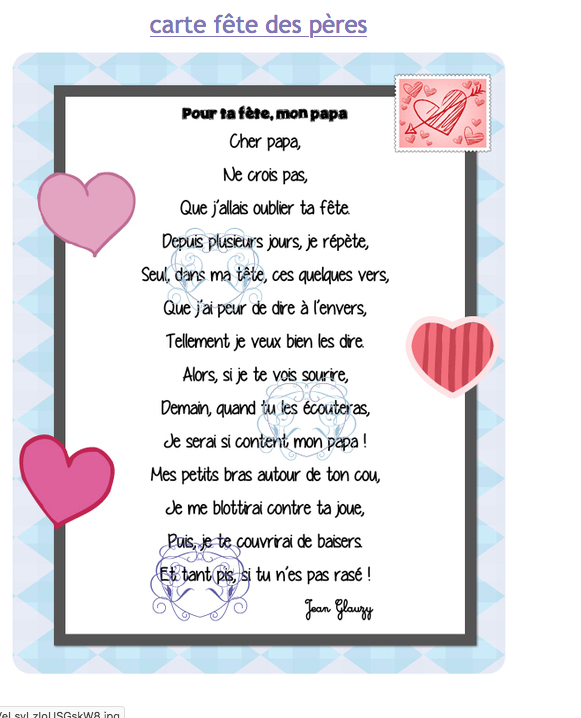 carte fête des pères
Pour ta fête, mon papa
Cher papa,
Ne crois pas,
Que j'allais oublier ta fête.
Depuis plusieurs jours, je répète,
Seul, dans ma tête, ces quelques vers,
Que j'ai peur de dire à l'envers,
Tellement je veux bien les dire.
Alors, si je te vois sourire,
Demain, quand tu les écouteras,
Je serai si content mon papa !
Mes petits bras autour de ton cou,
Je me blottirai contre ta joue,
Puis, je te couvrirai de baisers.
Et tant pis, si tu n'es pas rasé !
Jean Glauzy